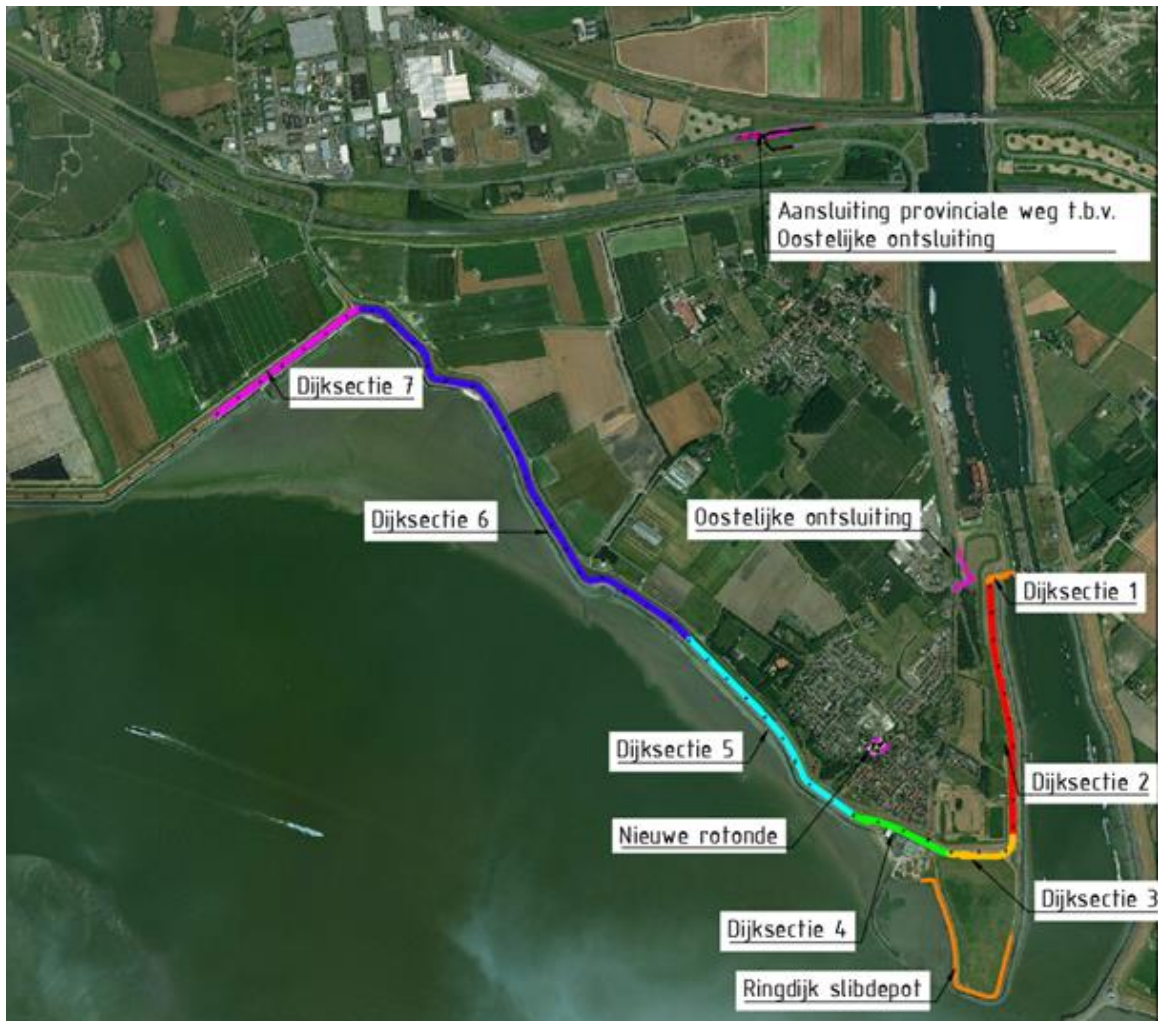 Aansluiting provinciale weg t.b.v.
Oostelijke ontsluiting
Dijksectie 7
Dijksectie 6
Oostelijke ontsluiting
Dijksectie 1
Dijksectie 5
Dijksectie 2
Nieuwe rotonde
Dijksectie 3
Dijksectie 4
Ringdijk slibdepot